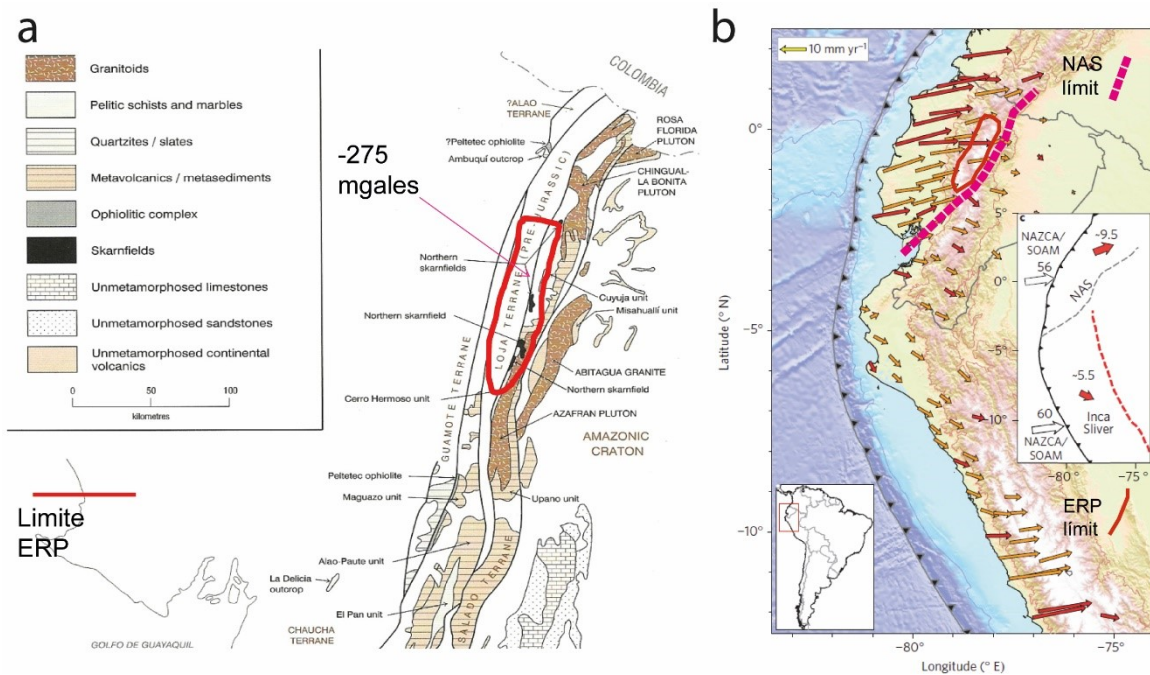 a
Granitoids
Pelitic schists and marbles
Quartzites / slates
Metavolcanics / metasediments
Ophiolitic complex
Skarnfields
Unmetamorphosed limestones
Unmetamorphosed sandstones
Unmetamorphosed continental
volcanics
0 50 100
kilometres
Limite
ERP
GOLFO DE GUAYAQUIL
COLOMBIA
?ALAO
TERRANE
?Peltetec ophiolite
Ambuquí outcrop
-275
mgales
ROSA
FLORIDA
PLUTON
CHINGUAL-
LA BONITA
PLUTON
LOJA TERRANE (PRE-JURASSIC)
Northern
skarnfields
Cuyuja unit
Misahuallí unit
Northern skarnfield
ABITAGUA GRANITE
Northern skarnfield
Cerro Hermoso unit
AZAFRAN PLUTON
GUAMOTE TERRANE
AMAZONIC
CRATON
Peltetec ophiolite
Maguazo unit
Upano unit
Alao-Paute unit
La Delicia
outcrop
El Pan unit
CHAUCHA
TERRANE
SALADO TERRANE
b
10 mm yr⁻¹
NAS
límit
0°
−5°
−10°
Latitude (° N)
−80° −75°
Longitude (° E)
c
5°
NAZCA/
SOAM
-9.5
56
NAS
0°
-5°
-5.5
-10°
60
Inca
Sliver
NAZCA/
SOAM
-80° -75°
ERP
límit